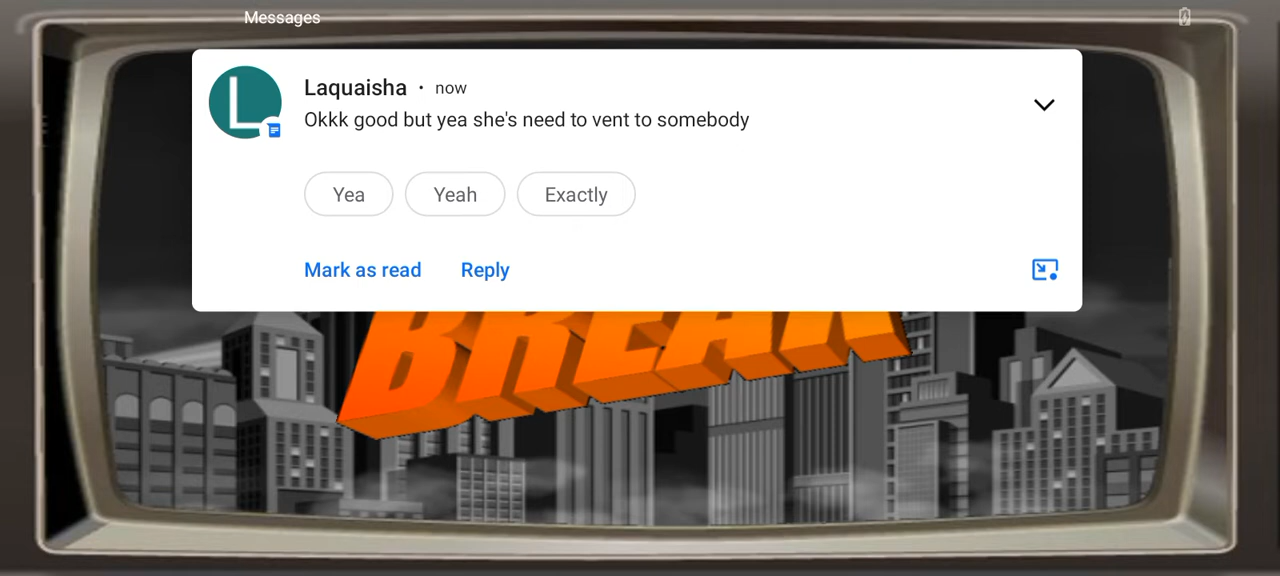 Messages
Laquaisha • now
Okkk good but yea she's need to vent to somebody
Yea Yeah Exactly
Mark as read Reply
BREAK